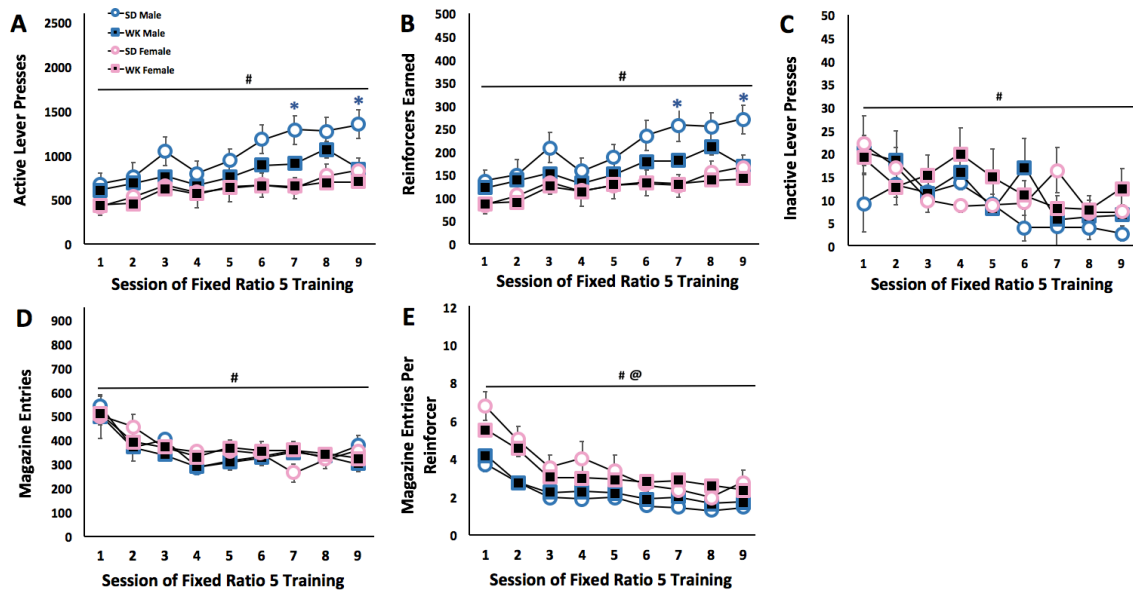 A
Active Lever Presses
2500
2000
1500
1000
500
0
SD Male
WK Male
SD Female
WK Female
#
*
*
1 2 3 4 5 6 7 8 9
Session of Fixed Ratio 5 Training
B
Reinforcers Earned
500
450
400
350
300
250
200
150
100
50
0
#
*
*
1 2 3 4 5 6 7 8 9
Session of Fixed Ratio 5 Training
C
Inactive Lever Presses
50
45
40
35
30
25
20
15
10
5
0
#
1 2 3 4 5 6 7 8 9
Session of Fixed Ratio 5 Training
D
Magazine Entries
900
800
700
600
500
400
300
200
100
0
#
1 2 3 4 5 6 7 8 9
Session of Fixed Ratio 5 Training
E
Magazine Entries Per
Reinforcer
12
10
8
6
4
2
0
# @
1 2 3 4 5 6 7 8 9
Session of Fixed Ratio 5 Training